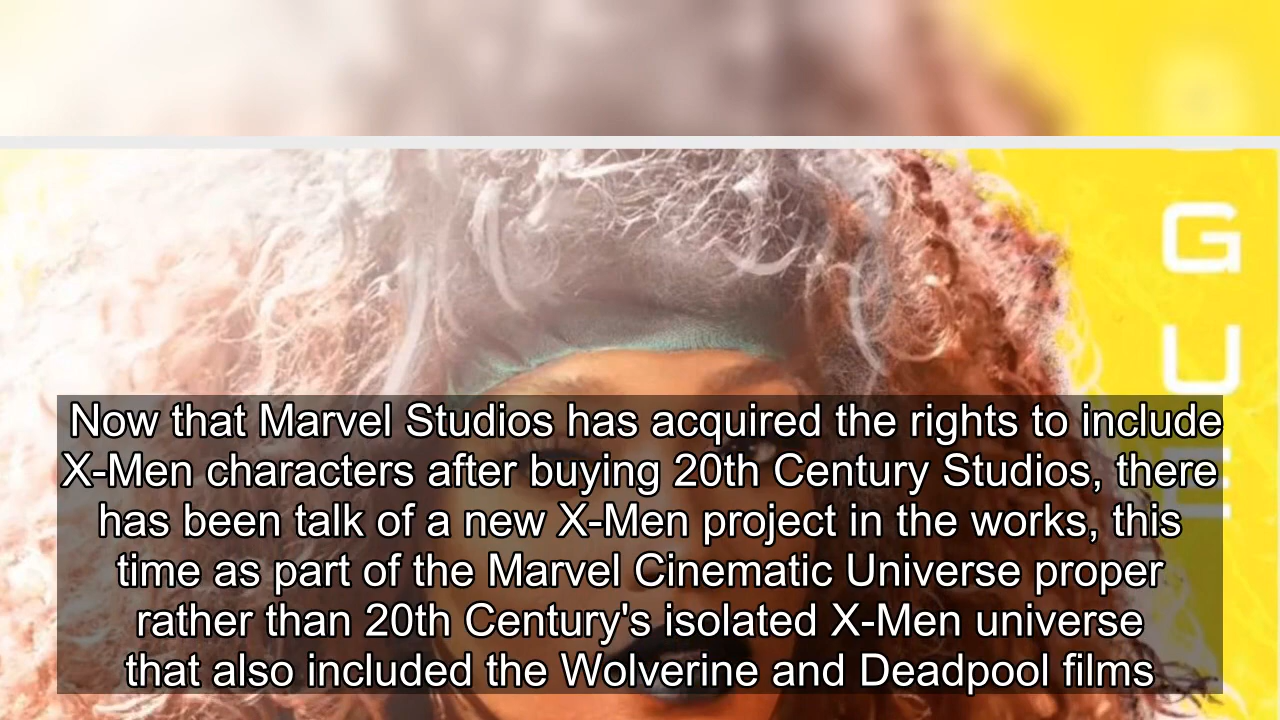 G
U
E
Now that Marvel Studios has acquired the rights to include
X-Men characters after buying 20th Century Studios, there
has been talk of a new X-Men project in the works, this
time as part of the Marvel Cinematic Universe proper
rather than 20th Century's isolated X-Men universe
that also included the Wolverine and Deadpool films